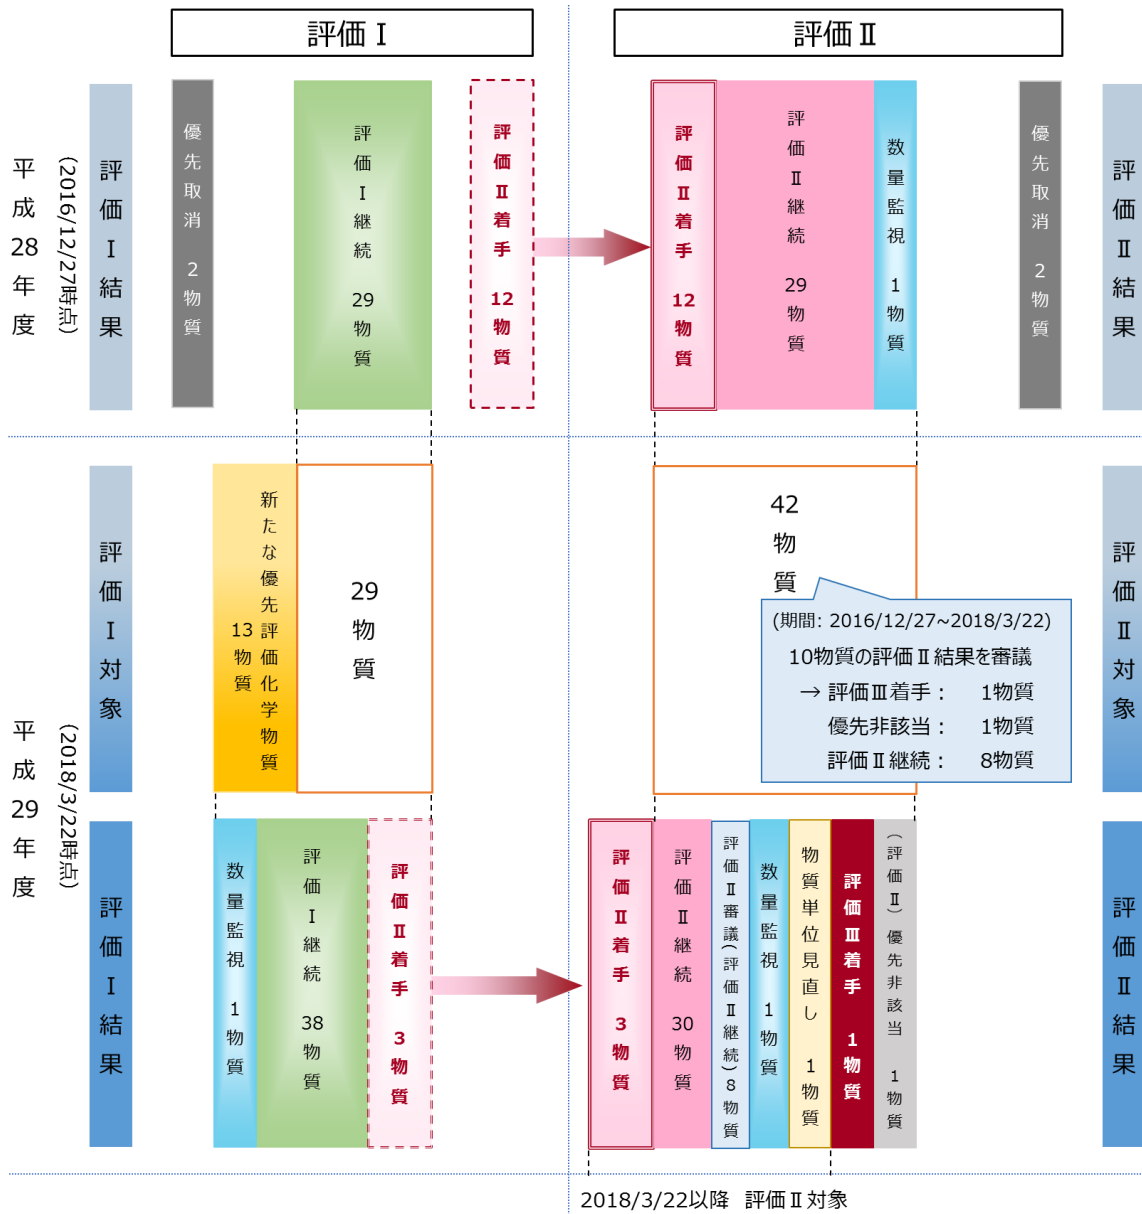 評価Ⅰ
評価Ⅱ
平成28年度
(2016/12/27時点)
評価Ⅰ結果
優先取消 2物質
評価Ⅰ継続 29物質
評価Ⅱ着手 12物質
評価Ⅱ着手 12物質
評価Ⅱ継続 29物質
数量監視 1物質
優先取消 2物質
評価Ⅱ結果
平成29年度
(2018/3/22時点)
評価Ⅰ対象
新たな優先評価化学物質
13物質
29物質
42物質
(期間: 2016/12/27~2018/3/22)
10物質の評価Ⅱ結果を審議
→ 評価Ⅲ着手： 1物質
優先非該当： 1物質
評価Ⅱ継続： 8物質
評価Ⅱ対象
評価Ⅰ結果
数量監視 1物質
評価Ⅰ継続 38物質
評価Ⅱ着手 3物質
評価Ⅱ着手 3物質
評価Ⅱ継続 30物質
評価Ⅱ審議(評価Ⅱ継続)8物質
数量監視 1物質
物質単位見直し 1物質
評価Ⅲ着手 1物質
(評価Ⅱ)優先非該当 1物質
評価Ⅱ結果
2018/3/22以降 評価Ⅱ対象